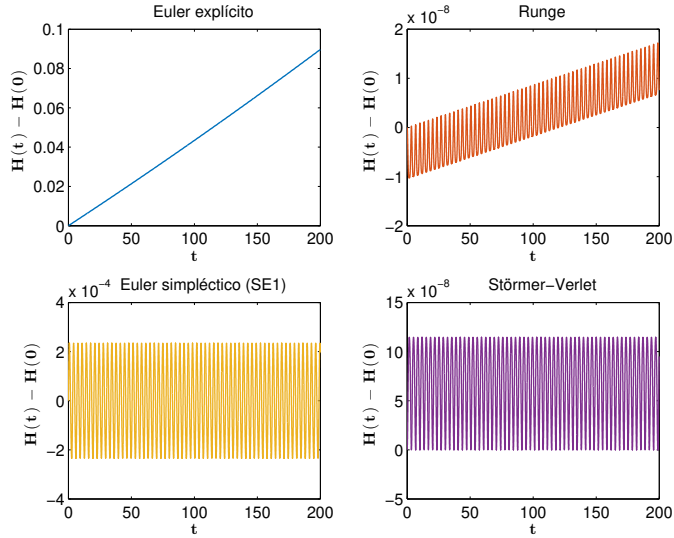 Euler explícito
0.1
0.08
0.06
0.04
0.02
0
0 50 100 150 200
t
H(t) − H(0)
Runge
x 10⁻⁸
2
1
0
−1
−2
0 50 100 150 200
t
H(t) − H(0)
Euler simpléctico (SE1)
x 10⁻⁴
4
2
0
−2
−4
0 50 100 150 200
t
H(t) − H(0)
Störmer−Verlet
x 10⁻⁸
15
10
5
0
−5
0 50 100 150 200
t
H(t) − H(0)